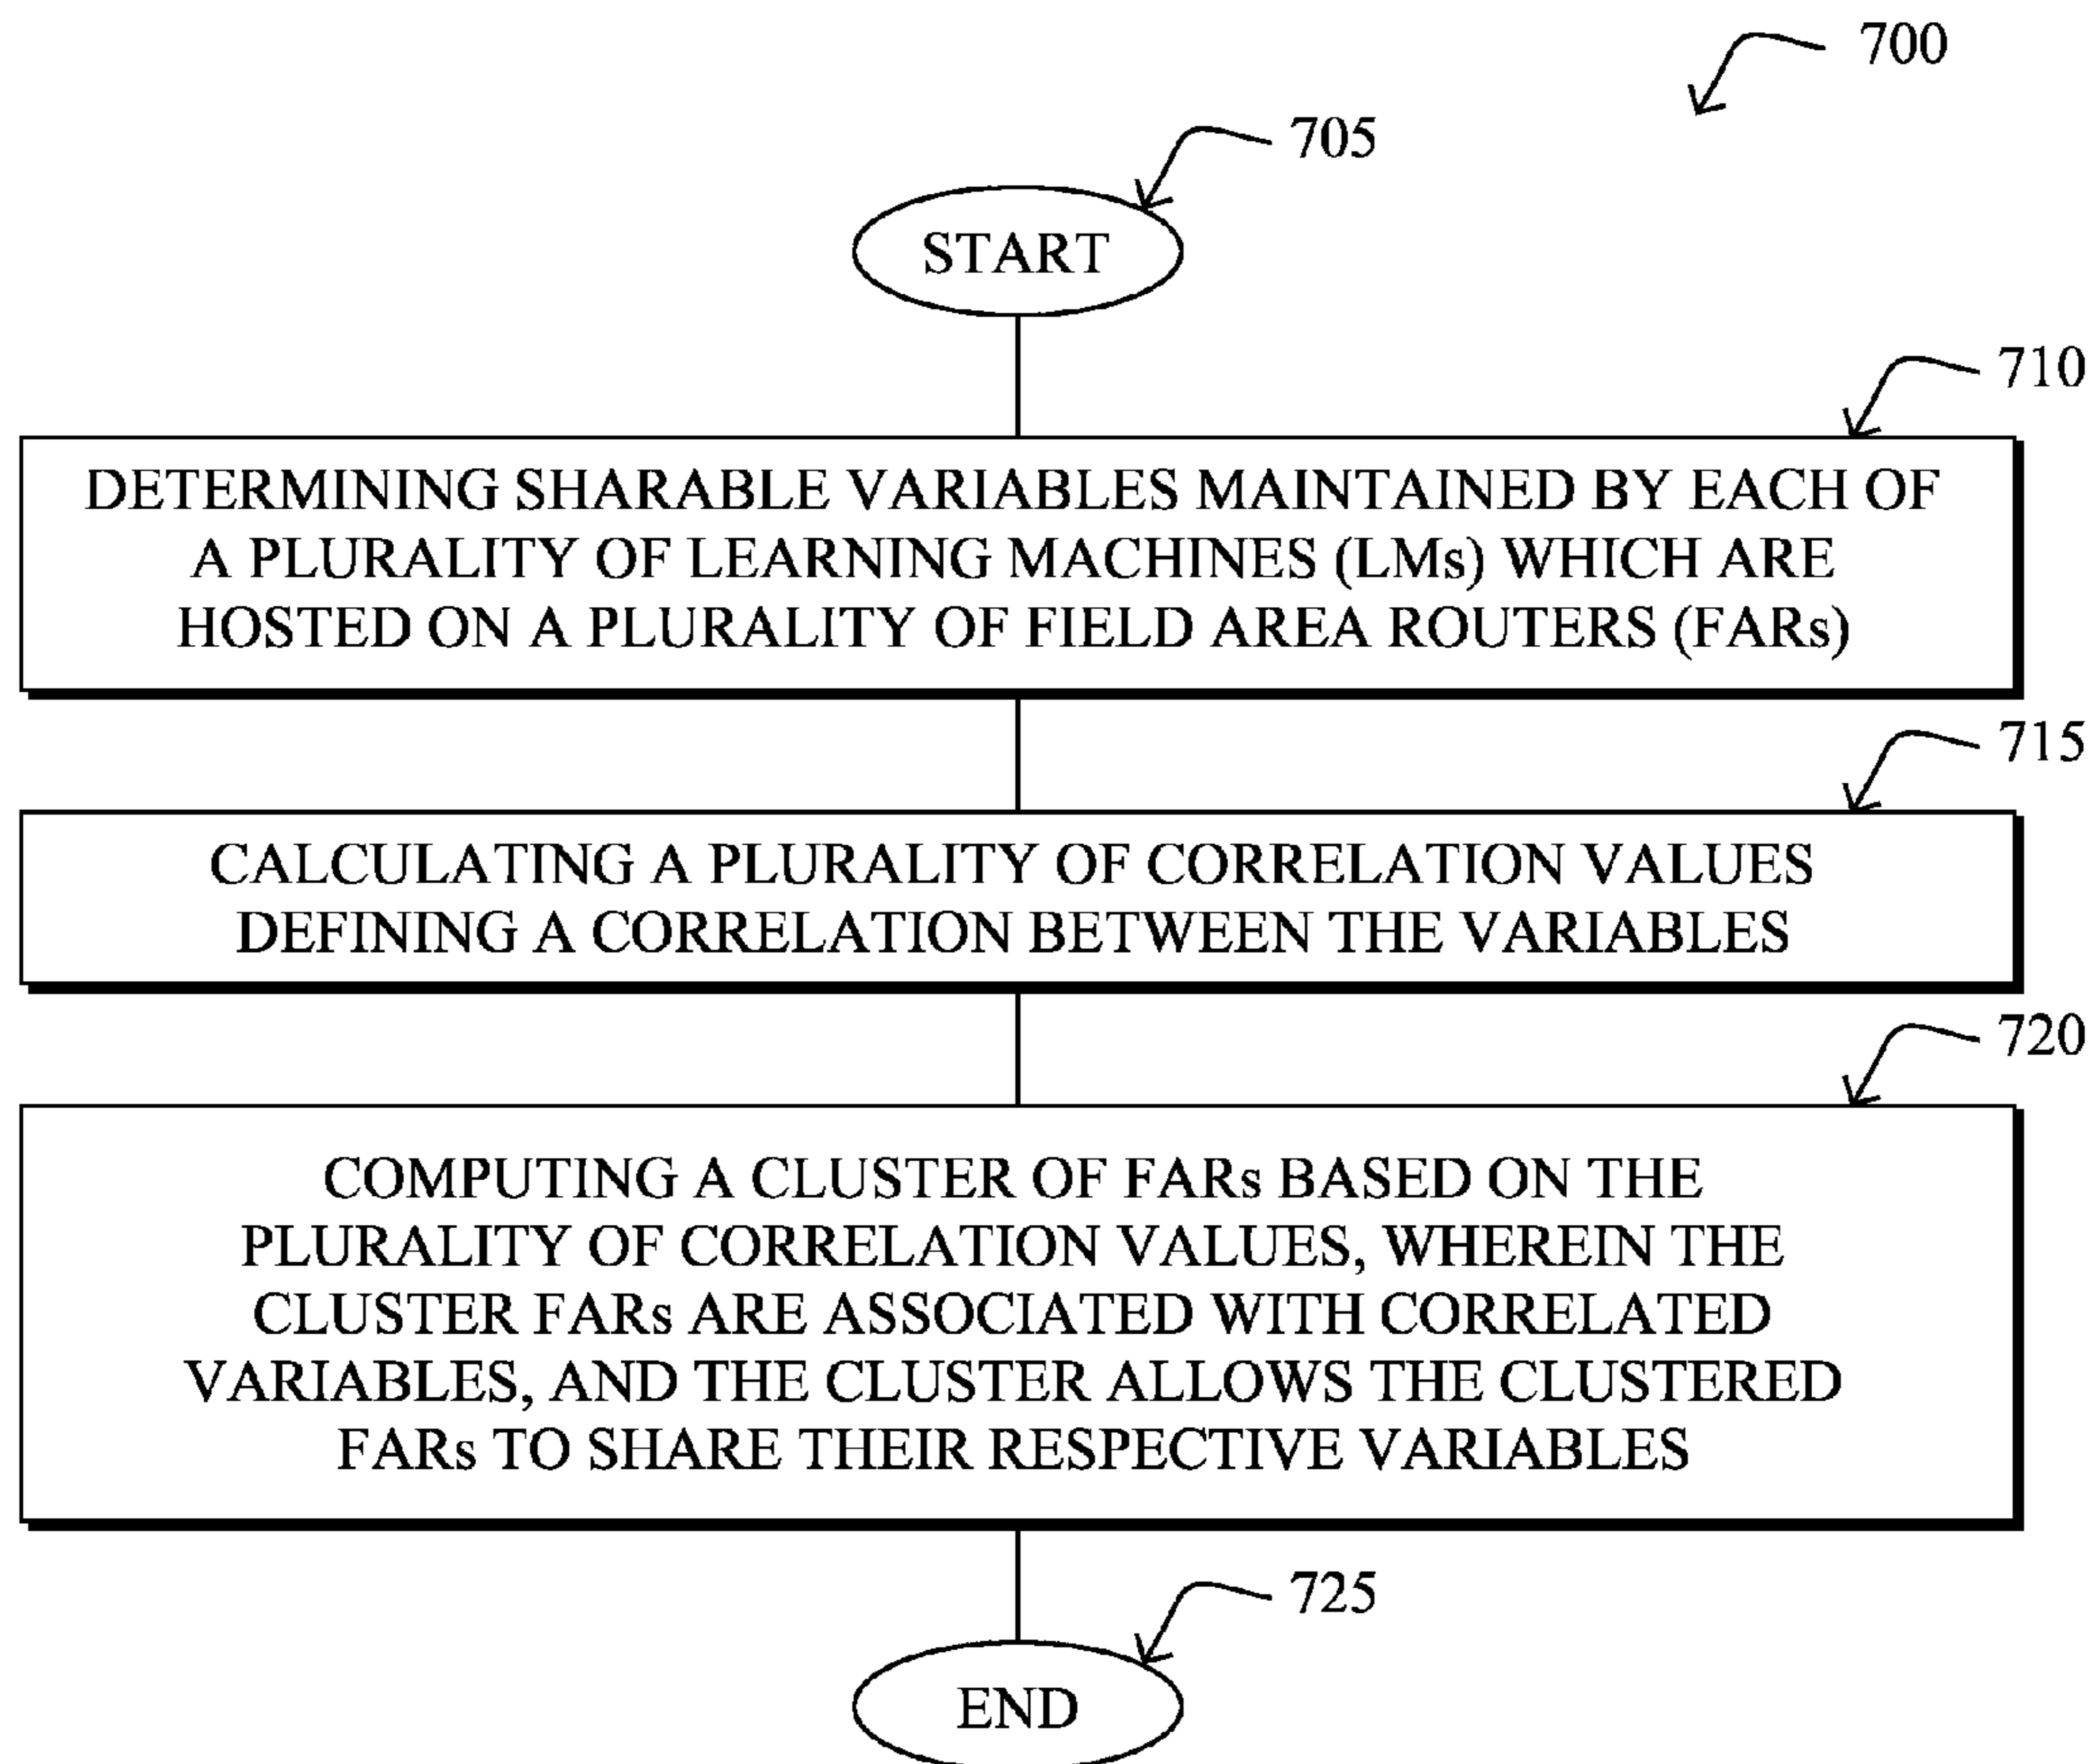 700
705
START
710
DETERMINING SHARABLE VARIABLES MAINTAINED BY EACH OF
A PLURALITY OF LEARNING MACHINES (LMs) WHICH ARE
HOSTED ON A PLURALITY OF FIELD AREA ROUTERS (FARs)
715
CALCULATING A PLURALITY OF CORRELATION VALUES
DEFINING A CORRELATION BETWEEN THE VARIABLES
720
COMPUTING A CLUSTER OF FARs BASED ON THE
PLURALITY OF CORRELATION VALUES, WHEREIN THE
CLUSTER FARs ARE ASSOCIATED WITH CORRELATED
VARIABLES, AND THE CLUSTER ALLOWS THE CLUSTERED
FARs TO SHARE THEIR RESPECTIVE VARIABLES
725
END